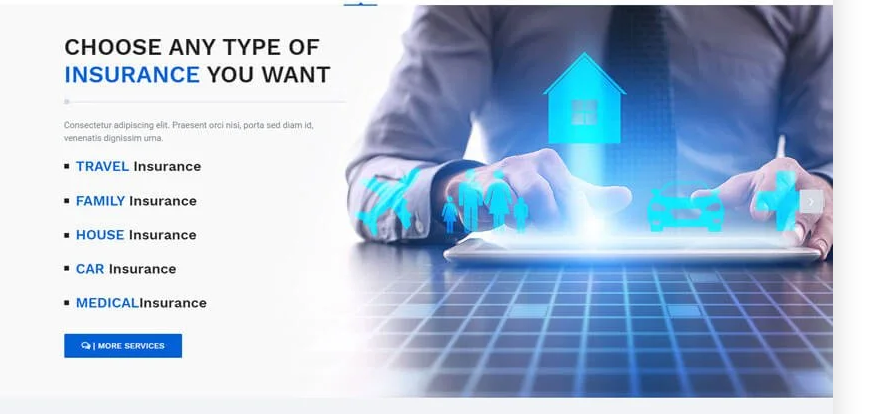 CHOOSE ANY TYPE OF
INSURANCE YOU WANT
Consectetur adipiscing elit. Praesent orci nisi, porta sed diam id,
venenatis dignissim urna.
TRAVEL Insurance
FAMILY Insurance
HOUSE Insurance
CAR Insurance
MEDICALInsurance
| MORE SERVICES